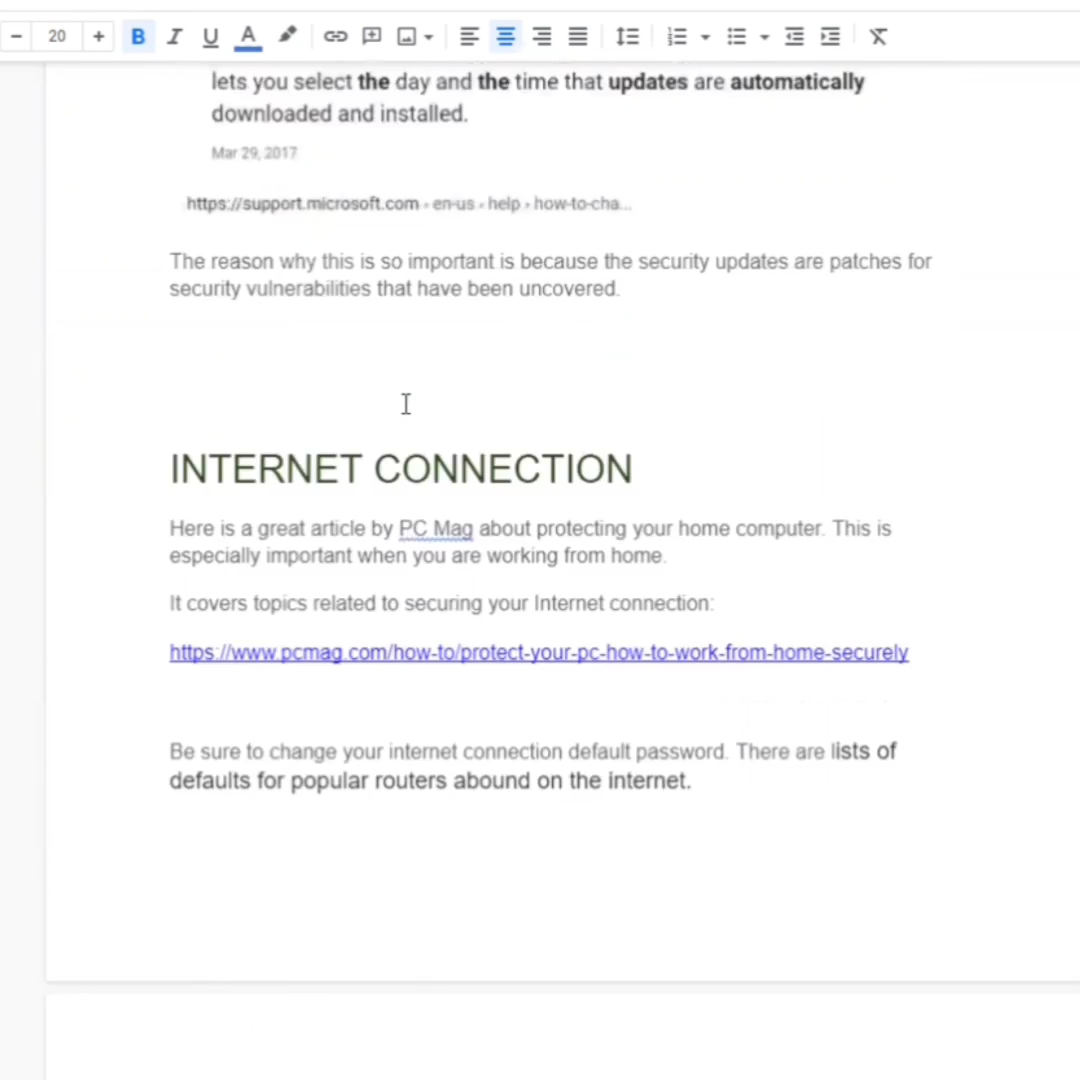 20
B I U A
lets you select the day and the time that updates are automatically
downloaded and installed.
Mar 29, 2017
https://support.microsoft.com › en-us › help › how-to-cha...
The reason why this is so important is because the security updates are patches for
security vulnerabilities that have been uncovered.
INTERNET CONNECTION
Here is a great article by PC Mag about protecting your home computer. This is
especially important when you are working from home.
It covers topics related to securing your Internet connection:
https://www.pcmag.com/how-to/protect-your-pc-how-to-work-from-home-securely
Be sure to change your internet connection default password. There are lists of
defaults for popular routers abound on the internet.